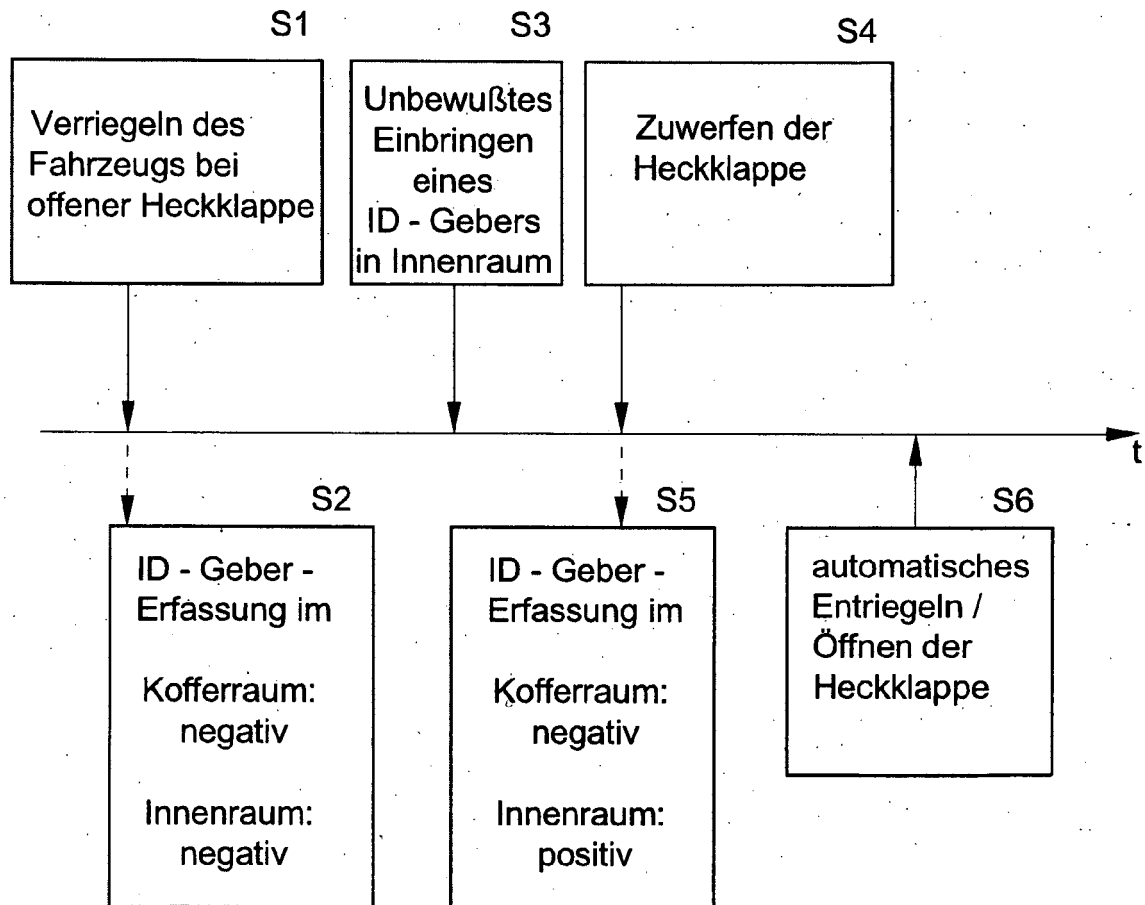 S1
Verriegeln des
Fahrzeugs bei
offener Heckklappe
S3
Unbewußtes
Einbringen
eines
ID - Gebers
in Innenraum
S4
Zuwerfen der
Heckklappe
t
S2
ID - Geber -
Erfassung im
Kofferraum:
negativ
Innenraum:
negativ
S5
ID - Geber -
Erfassung im
Kofferraum:
negativ
Innenraum:
positiv
S6
automatisches
Entriegeln /
Öffnen der
Heckklappe